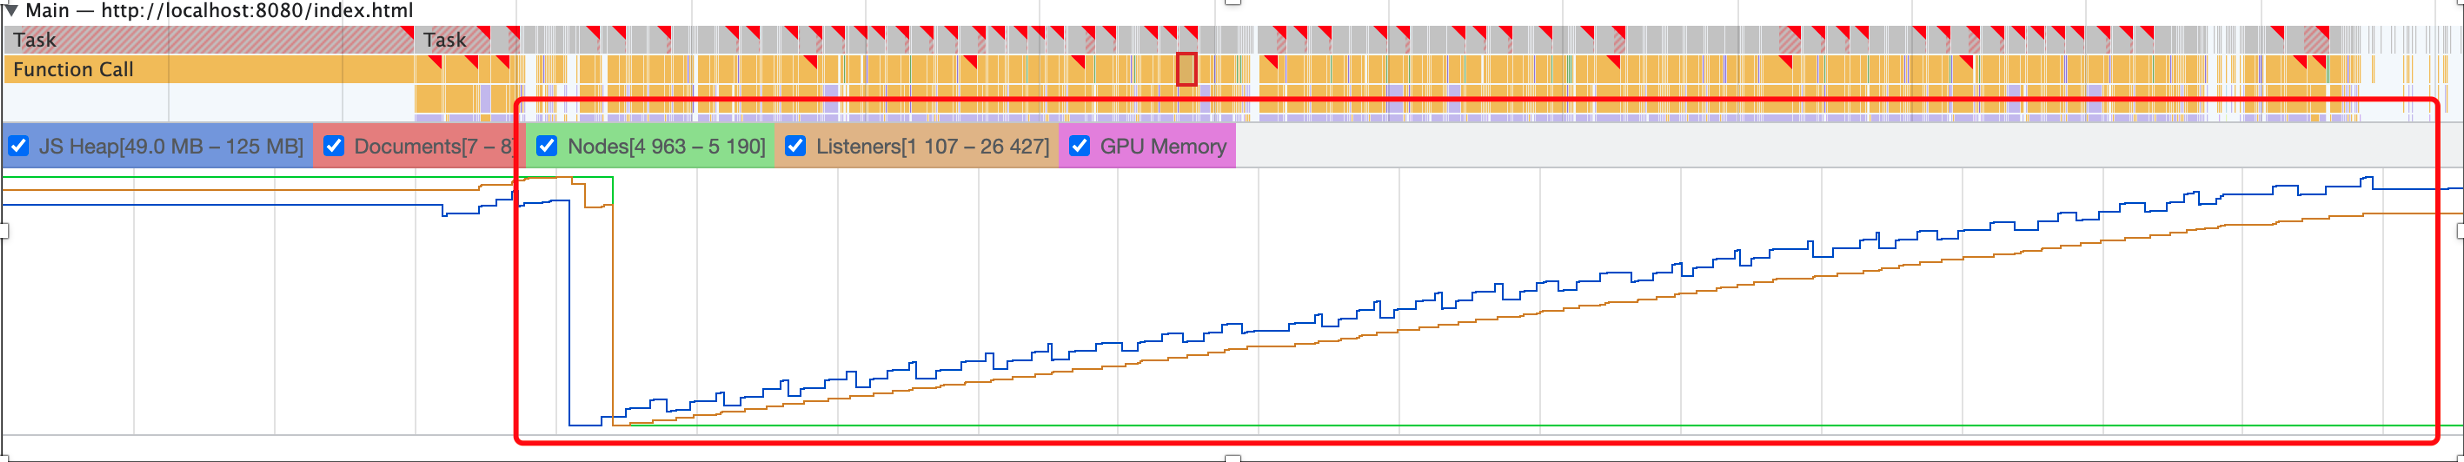 Main — http://localhost:8080/index.html
Task Task
Function Call
JS Heap[49.0 MB – 125 MB] Documents[7 – 8] Nodes[4 963 – 5 190] Listeners[1 107 – 26 427] GPU Memory